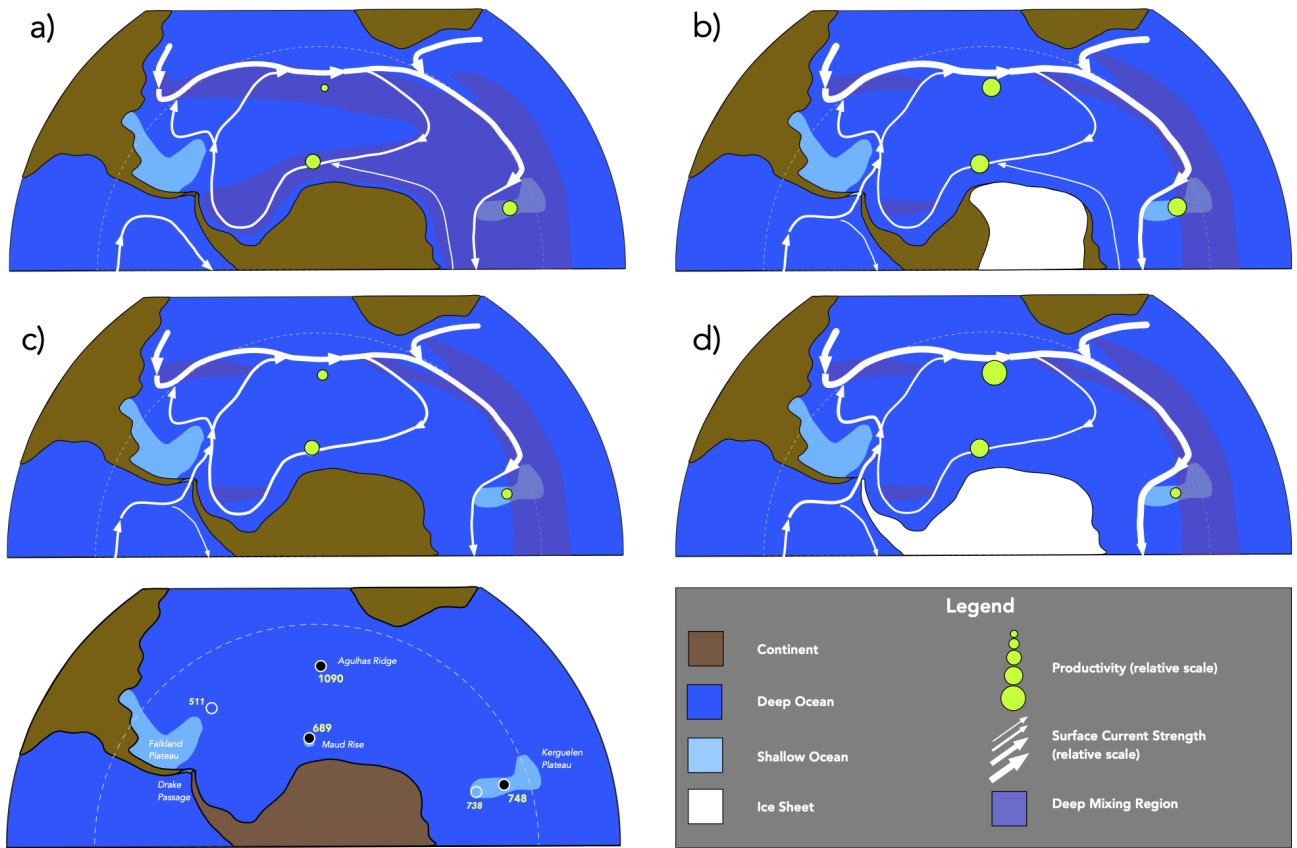 a)
b)
c)
d)
Agulhas Ridge
1090
511
689
Maud Rise
Falkland
Plateau
Kerguelen
Plateau
Drake
Passage
738
748
Legend
Continent
Productivity (relative scale)
Deep Ocean
Shallow Ocean
Surface Current Strength
(relative scale)
Ice Sheet
Deep Mixing Region